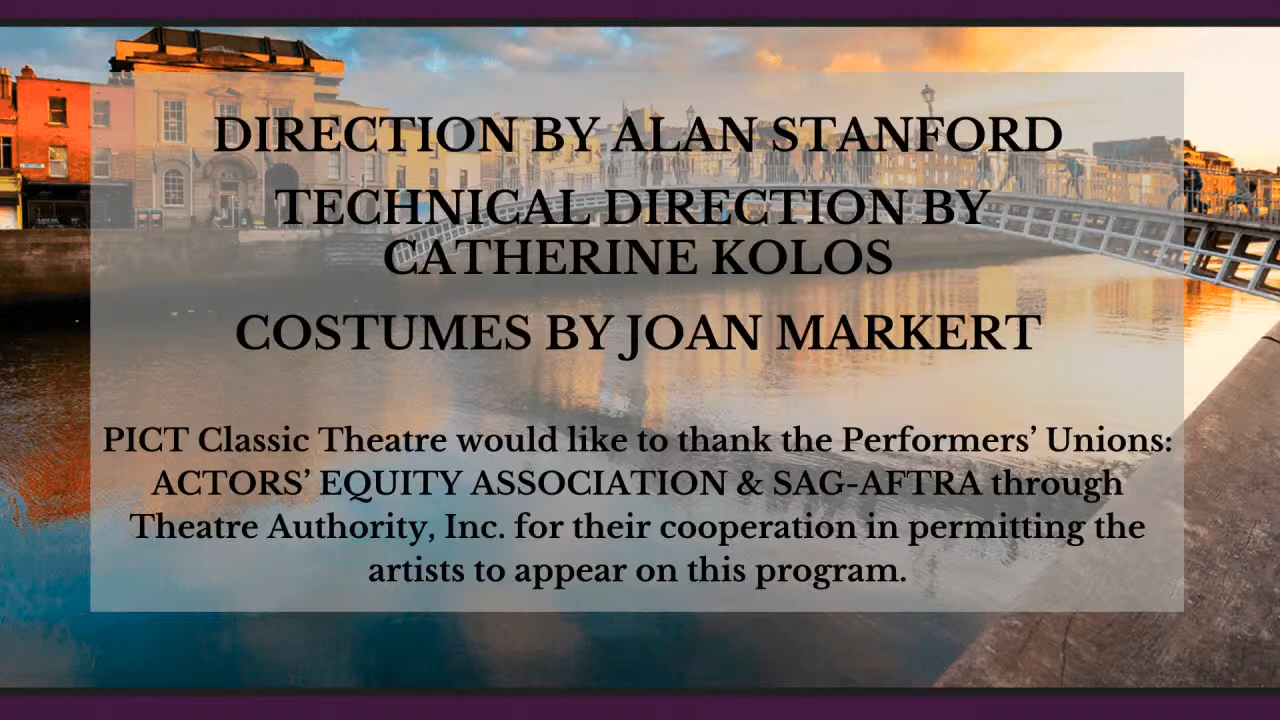 DIRECTION BY ALAN STANFORD
TECHNICAL DIRECTION BY
CATHERINE KOLOS
COSTUMES BY JOAN MARKERT
PICT Classic Theatre would like to thank the Performers’ Unions:
ACTORS’ EQUITY ASSOCIATION & SAG-AFTRA through
Theatre Authority, Inc. for their cooperation in permitting the
artists to appear on this program.